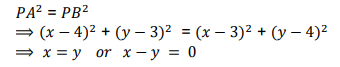 PA² = PB²
⟹ (x − 4)² + (y − 3)² = (x − 3)² + (y − 4)²
⟹ x = y or x − y = 0